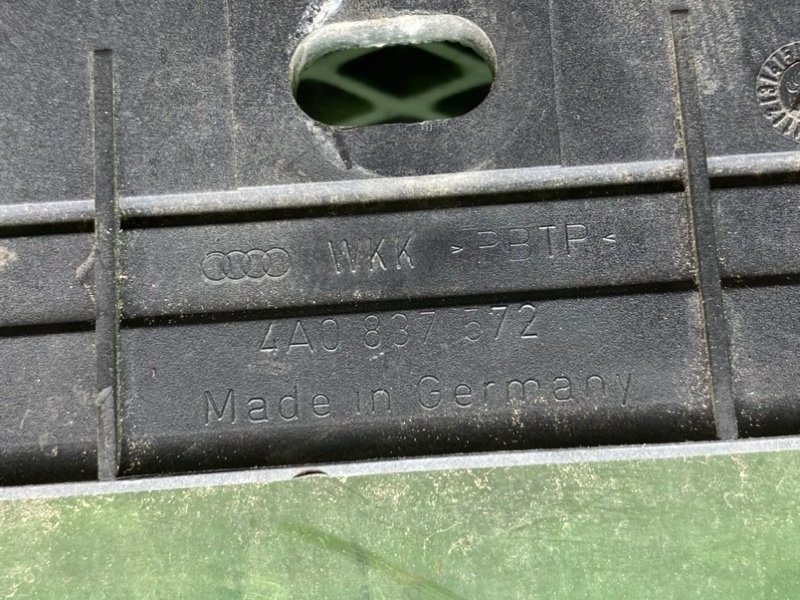 WKK >PBTP<
4A0 837 572
Made in Germany